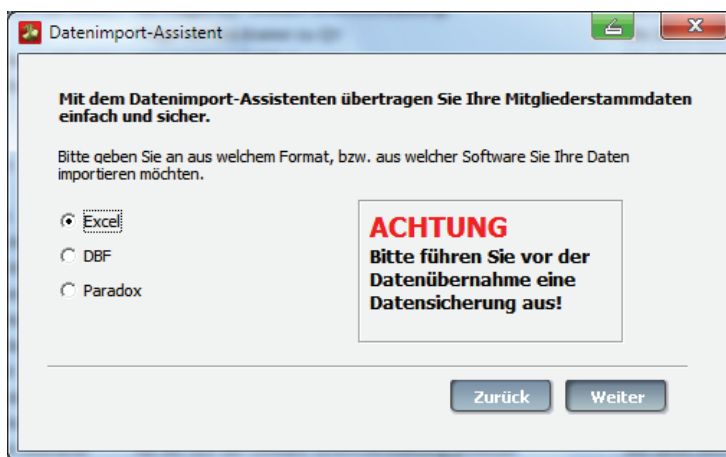 Datenimport-Assistent
Mit dem Datenimport-Assistenten übertragen Sie Ihre Mitgliederstammdaten
einfach und sicher.
Bitte geben Sie an aus welchem Format, bzw. aus welcher Software Sie Ihre Daten
importieren möchten.
Excel
DBF
Paradox
ACHTUNG
Bitte führen Sie vor der
Datenübernahme eine
Datensicherung aus!
Zurück
Weiter